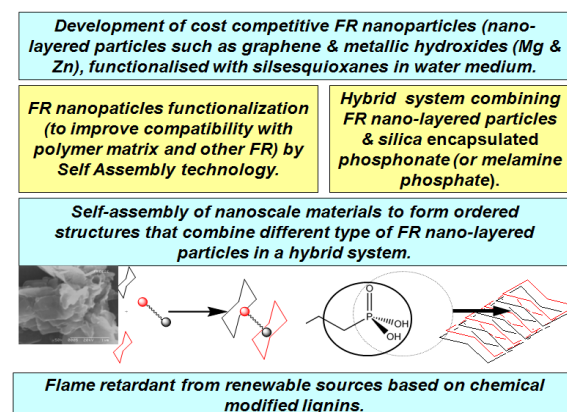 Development of cost competitive FR nanoparticles (nano-
layered particles such as graphene & metallic hydroxides (Mg &
Zn), functionalised with silsesquioxanes in water medium.
FR nanopaticles functionalization
(to improve compatibility with
polymer matrix and other FR) by
Self Assembly technology.
Hybrid system combining
FR nano-layered particles
& silica encapsulated
phosphonate (or melamine
phosphate).
Self-assembly of nanoscale materials to form ordered
structures that combine different type of FR nano-layered
particles in a hybrid system.
O
P
OH
OH
Flame retardant from renewable sources based on chemical
modified lignins.